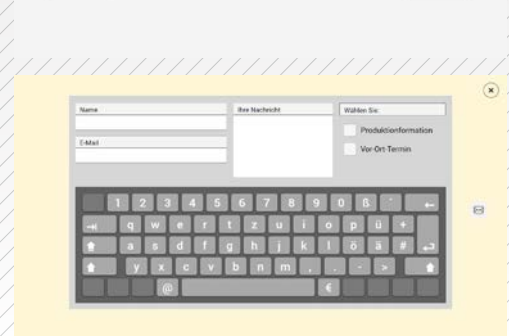 Name
E-Mail
Ihre Nachricht
Wählen Sie:
Produktionformation
Vor-Ort-Termin
1 2 3 4 5 6 7 8 9 0 ß ´
q w e r t z u i o p ü +
a s d f g h j k l ö ä #
y x c v b n m , . - >
@ €